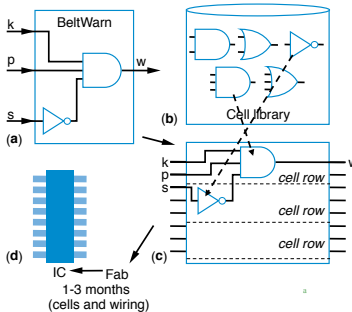 BeltWarn
k
p
w
s
(a)
(b)
Cell library
k
p
s
w
cell row
cell row
cell row
(c)
(d)
IC
Fab
1-3 months
(cells and wiring)
a